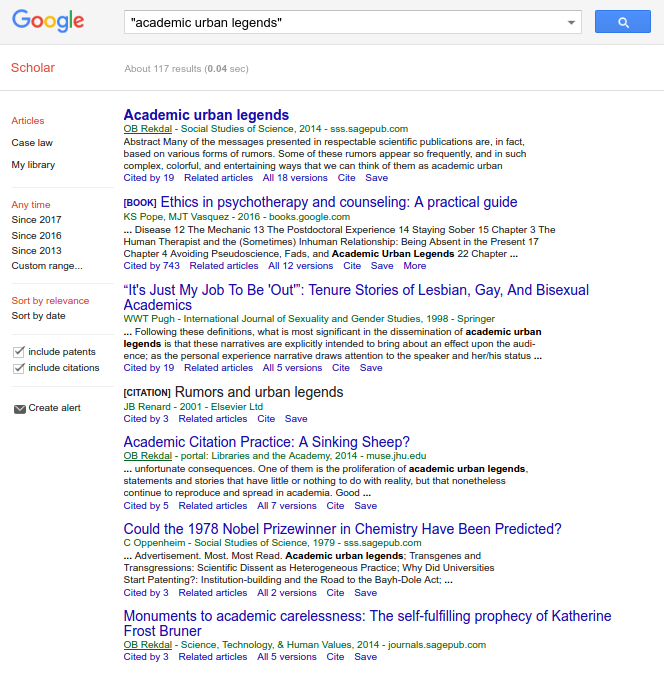 Google
"academic urban legends"
Scholar
About 117 results (0.04 sec)
Articles
Case law
My library
Any time
Since 2017
Since 2016
Since 2013
Custom range...
Sort by relevance
Sort by date
include patents
include citations
Create alert
Academic urban legends
OB Rekdal - Social Studies of Science, 2014 - sss.sagepub.com
Abstract Many of the messages presented in respectable scientific publications are, in fact,
based on various forms of rumors. Some of these rumors appear so frequently, and in such
complex, colorful, and entertaining ways that we can think of them as academic urban
Cited by 19 Related articles All 18 versions Cite Save
[BOOK] Ethics in psychotherapy and counseling: A practical guide
KS Pope, MJT Vasquez - 2016 - books.google.com
... Disease 12 The Mechanic 13 The Postdoctoral Experience 14 Staying Sober 15 Chapter 3 The
Human Therapist and the (Sometimes) Inhuman Relationship: Being Absent in the Present 17
Chapter 4 Avoiding Pseudoscience, Fads, and Academic Urban Legends 22 Chapter ...
Cited by 743 Related articles All 12 versions Cite Save More
“It's Just My Job To Be 'Out'”: Tenure Stories of Lesbian, Gay, And Bisexual
Academics
WWT Pugh - International Journal of Sexuality and Gender Studies, 1998 - Springer
... Following these definitions, what is most significant in the dissemination of academic urban
legends is that these narratives are explicitly intended to bring about an effect upon the audi-
ence; as the personal experience narrative draws attention to the speaker and her/his status ...
Cited by 19 Related articles All 5 versions Cite Save
[CITATION] Rumors and urban legends
JB Renard - 2001 - Elsevier Ltd
Cited by 3 Related articles Cite Save
Academic Citation Practice: A Sinking Sheep?
OB Rekdal - portal: Libraries and the Academy, 2014 - muse.jhu.edu
... unfortunate consequences. One of them is the proliferation of academic urban legends,
statements and stories that have little or nothing to do with reality, but that nonetheless
continue to reproduce and spread in academia. Good ...
Cited by 5 Related articles All 7 versions Cite Save
Could the 1978 Nobel Prizewinner in Chemistry Have Been Predicted?
C Oppenheim - Social Studies of Science, 1979 - sss.sagepub.com
... Advertisement. Most. Most Read. Academic urban legends; Transgenes and
Transgressions: Scientific Dissent as Heterogeneous Practice; Why Did Universities
Start Patenting?: Institution-building and the Road to the Bayh-Dole Act; ...
Cited by 3 Related articles All 2 versions Cite Save
Monuments to academic carelessness: The self-fulfilling prophecy of Katherine
Frost Bruner
OB Rekdal - Science, Technology, & Human Values, 2014 - journals.sagepub.com
Cited by 3 Related articles All 5 versions Cite Save